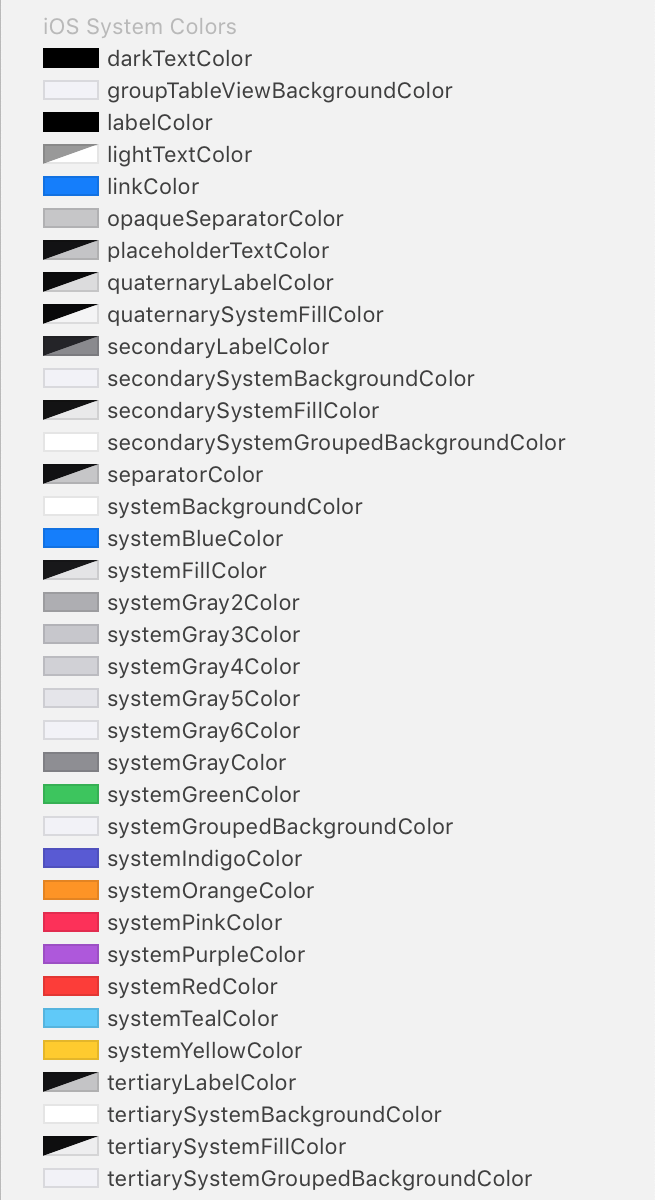 iOS System Colors
darkTextColor
groupTableViewBackgroundColor
labelColor
lightTextColor
linkColor
opaqueSeparatorColor
placeholderTextColor
quaternaryLabelColor
quaternarySystemFillColor
secondaryLabelColor
secondarySystemBackgroundColor
secondarySystemFillColor
secondarySystemGroupedBackgroundColor
separatorColor
systemBackgroundColor
systemBlueColor
systemFillColor
systemGray2Color
systemGray3Color
systemGray4Color
systemGray5Color
systemGray6Color
systemGrayColor
systemGreenColor
systemGroupedBackgroundColor
systemIndigoColor
systemOrangeColor
systemPinkColor
systemPurpleColor
systemRedColor
systemTealColor
systemYellowColor
tertiaryLabelColor
tertiarySystemBackgroundColor
tertiarySystemFillColor
tertiarySystemGroupedBackgroundColor